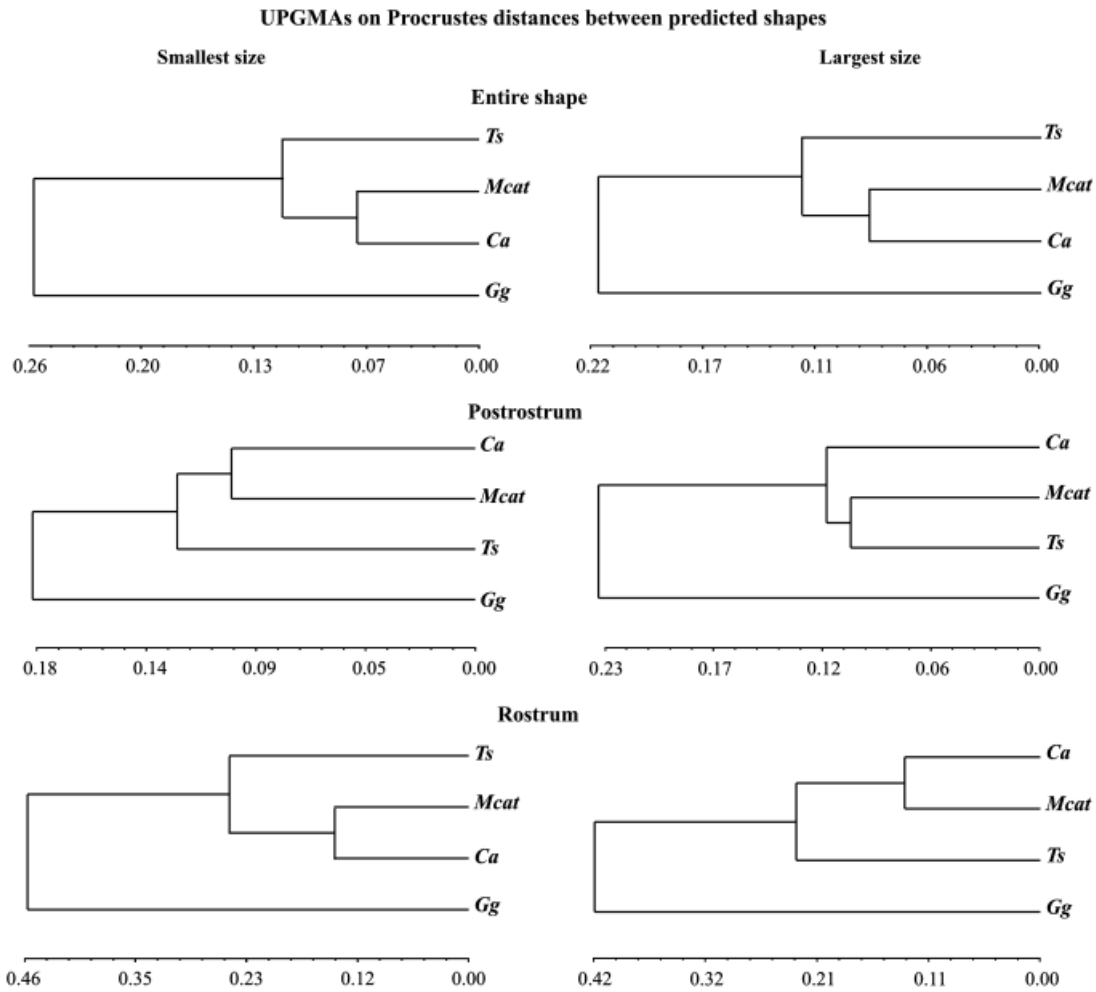 UPGMAs on Procrustes distances between predicted shapes
Smallest size Largest size
Entire shape
Ts Ts
Mcat Mcat
Ca Ca
Gg Gg
0.26 0.20 0.13 0.07 0.00 0.22 0.17 0.11 0.06 0.00
Postrostrum
Ca Ca
Mcat Mcat
Ts Ts
Gg Gg
0.18 0.14 0.09 0.05 0.00 0.23 0.17 0.12 0.06 0.00
Rostrum
Ts Ca
Mcat Mcat
Ca Ts
Gg Gg
0.46 0.35 0.23 0.12 0.00 0.42 0.32 0.21 0.11 0.00